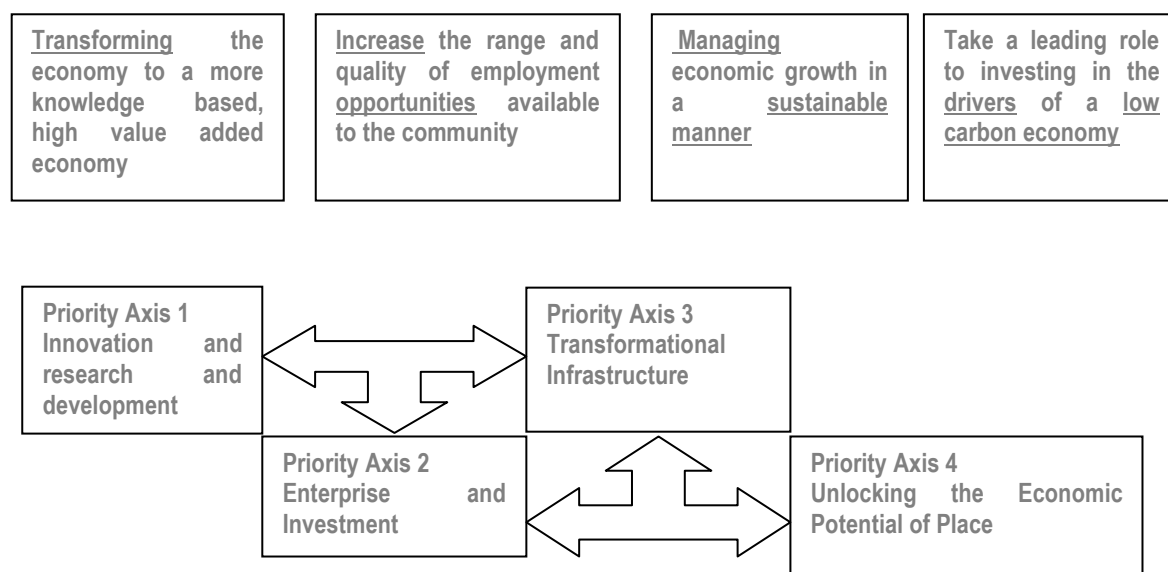 Transforming the
economy to a more
knowledge based,
high value added
economy
Increase the range and
quality of employment
opportunities available
to the community
Managing
economic growth in
a sustainable
manner
Take a leading role
to investing in the
drivers of a low
carbon economy
Priority Axis 1
Innovation and
research and
development
Priority Axis 3
Transformational
Infrastructure
Priority Axis 2
Enterprise and
Investment
Priority Axis 4
Unlocking the Economic
Potential of Place